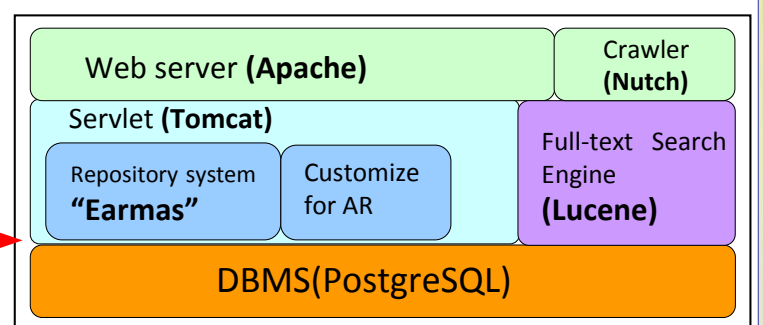 Web server (Apache)
Crawler
(Nutch)
Servlet (Tomcat)
Repository system
“Earmas”
Customize
for AR
Full-text Search
Engine
(Lucene)
DBMS(PostgreSQL)